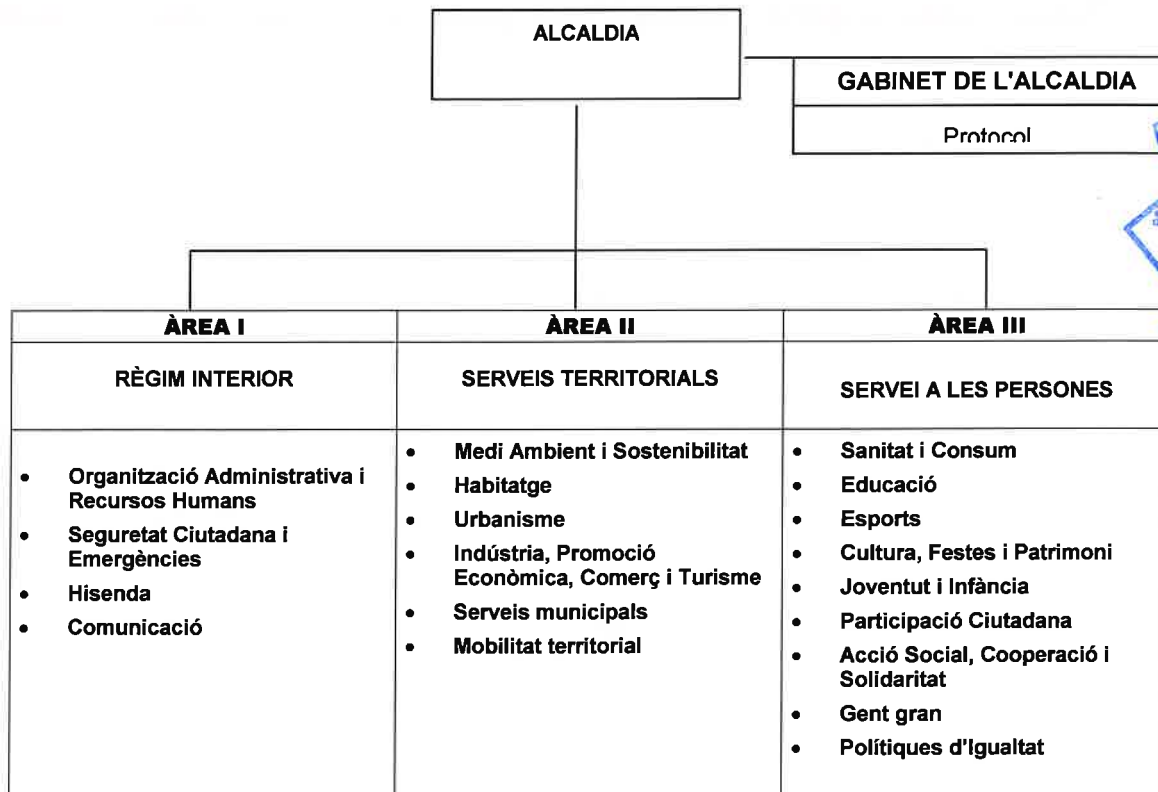 ALCALDIA
GABINET DE L'ALCALDIA
Protocol
ÀREA I
RÈGIM INTERIOR
• Organització Administrativa i
Recursos Humans
• Seguretat Ciutadana i
Emergències
• Hisenda
• Comunicació
ÀREA II
SERVEIS TERRITORIALS
• Medi Ambient i Sostenibilitat
• Habitatge
• Urbanisme
• Indústria, Promoció
Econòmica, Comerç i Turisme
• Serveis municipals
• Mobilitat territorial
ÀREA III
SERVEI A LES PERSONES
• Sanitat i Consum
• Educació
• Esports
• Cultura, Festes i Patrimoni
• Joventut i Infància
• Participació Ciutadana
• Acció Social, Cooperació i
Solidaritat
• Gent gran
• Polítiques d'Igualtat